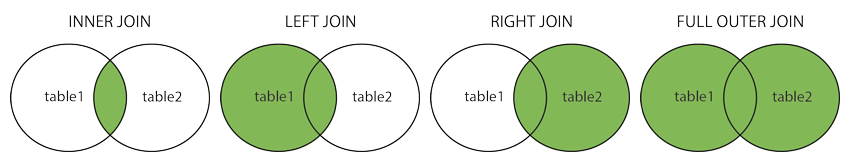 INNER JOIN
table1
table2
LEFT JOIN
table1
table2
RIGHT JOIN
table1
table2
FULL OUTER JOIN
table1
table2